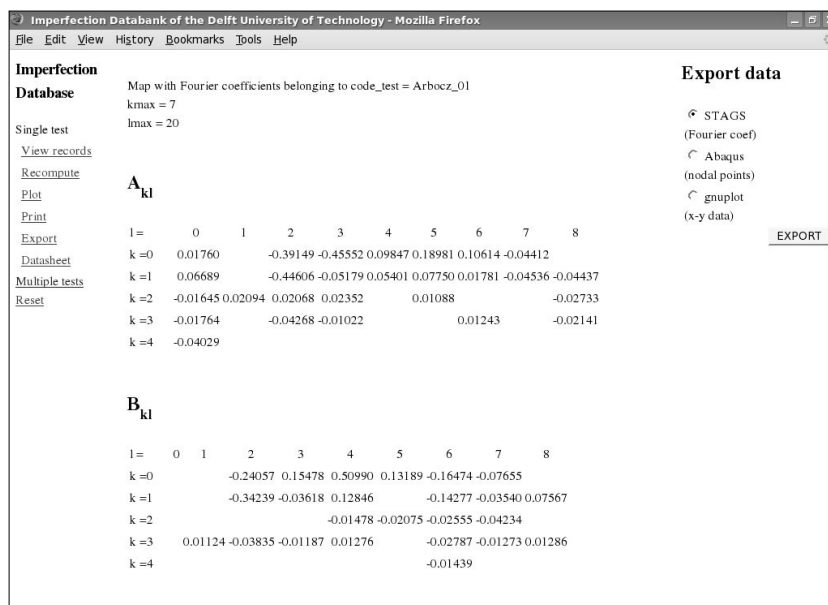 Imperfection Databank of the Delft University of Technology - Mozilla Firefox
File Edit View History Bookmarks Tools Help
Imperfection
Database
Single test
View records
Recompute
Plot
Print
Export
Datasheet
Multiple tests
Reset
Map with Fourier coefficients belonging to code_test = Arbocz_01
kmax = 7
lmax = 20
Akl
l = 0 1 2 3 4 5 6 7 8
k =0 0.01760 -0.39149 -0.45552 0.09847 0.18981 0.10614 -0.04412
k =1 0.06689 -0.44606 -0.05179 0.05401 0.07750 0.01781 -0.04536 -0.04437
k =2 -0.01645 0.02094 0.02068 0.02352 0.01088 -0.02733
k =3 -0.01764 -0.04268 -0.01022 0.01243 -0.02141
k =4 -0.04029
Bkl
l = 0 1 2 3 4 5 6 7 8
k =0 -0.24057 0.15478 0.50990 0.13189 -0.16474 -0.07655
k =1 -0.34239 -0.03618 0.12846 -0.14277 -0.03540 0.07567
k =2 -0.01478 -0.02075 -0.02555 -0.04234
k =3 0.01124 -0.03835 -0.01187 0.01276 -0.02787 -0.01273 0.01286
k =4 -0.01439
Export data
STAGS
(Fourier coef)
Abaqus
(nodal points)
gnuplot
(x-y data)
EXPORT